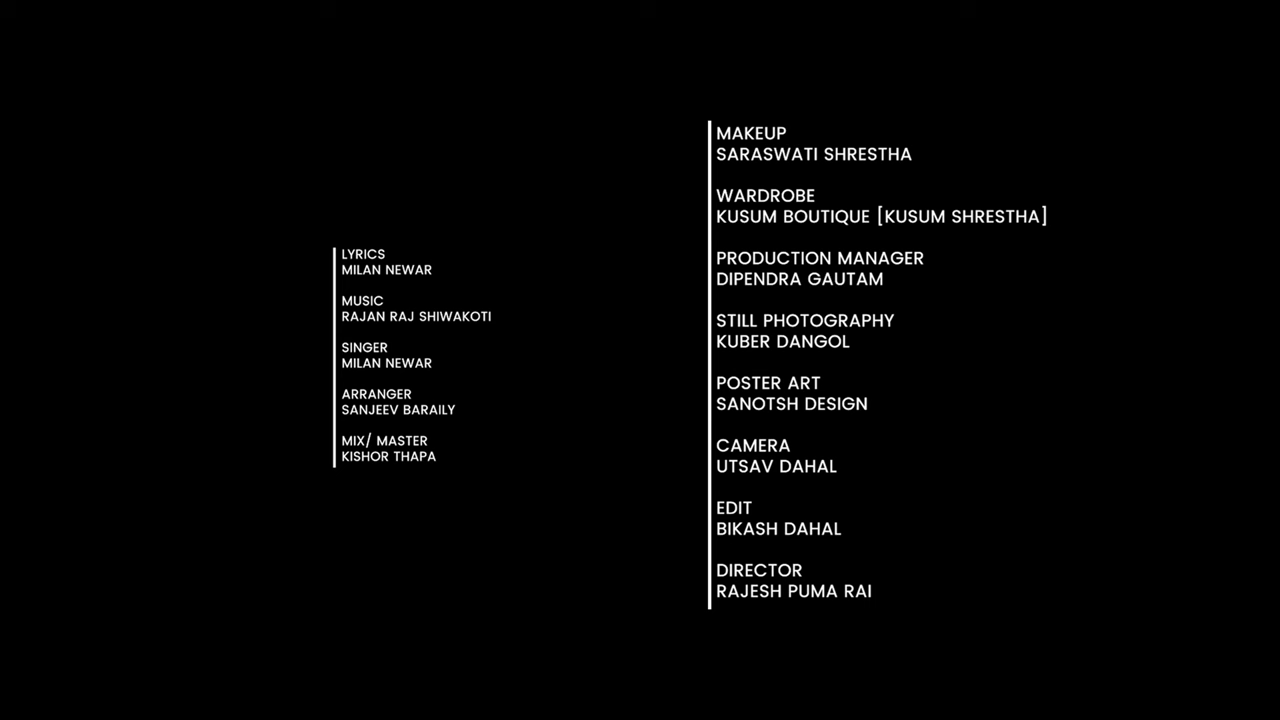 LYRICS
MILAN NEWAR
MUSIC
RAJAN RAJ SHIWAKOTI
SINGER
MILAN NEWAR
ARRANGER
SANJEEV BARAILY
MIX/ MASTER
KISHOR THAPA
MAKEUP
SARASWATI SHRESTHA
WARDROBE
KUSUM BOUTIQUE [KUSUM SHRESTHA]
PRODUCTION MANAGER
DIPENDRA GAUTAM
STILL PHOTOGRAPHY
KUBER DANGOL
POSTER ART
SANOTSH DESIGN
CAMERA
UTSAV DAHAL
EDIT
BIKASH DAHAL
DIRECTOR
RAJESH PUMA RAI